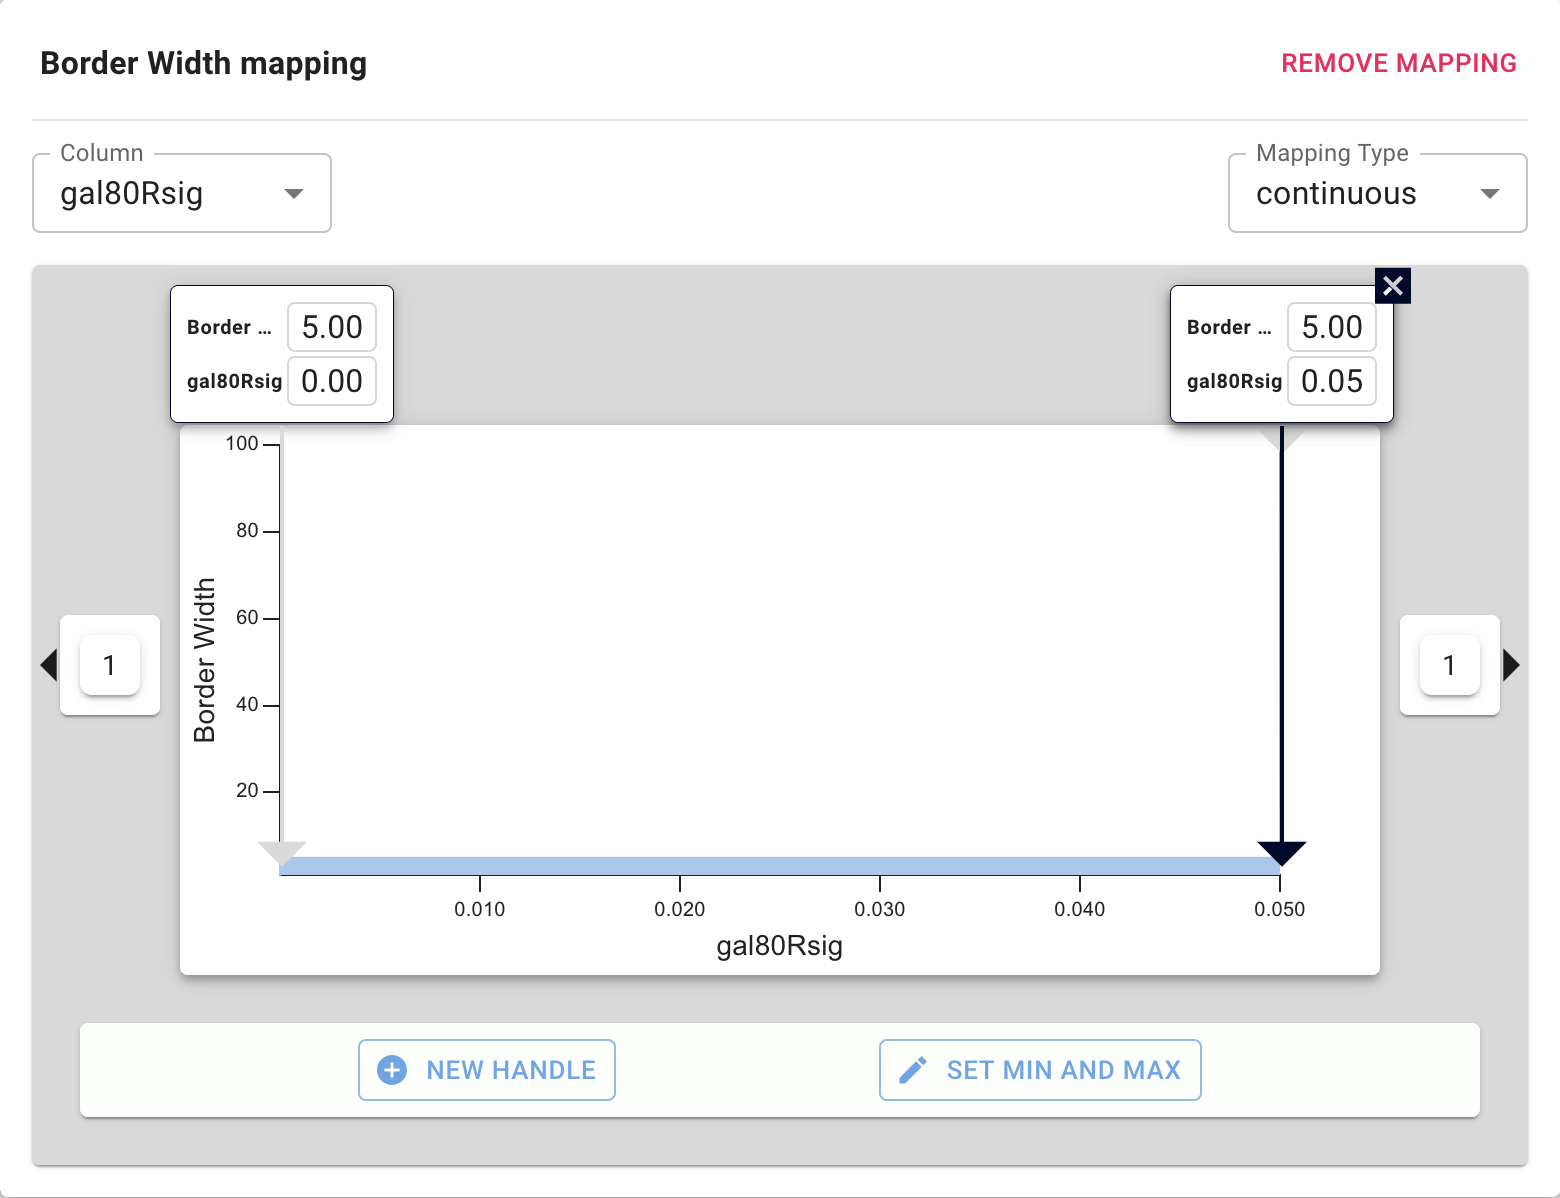 Border Width mapping
REMOVE MAPPING
Column
gal80Rsig
Mapping Type
continuous
Border ... 5.00
gal80Rsig 0.00
Border ... 5.00
gal80Rsig 0.05
100
80
60
40
20
Border Width
1
1
0.010 0.020 0.030 0.040 0.050
gal80Rsig
NEW HANDLE
SET MIN AND MAX